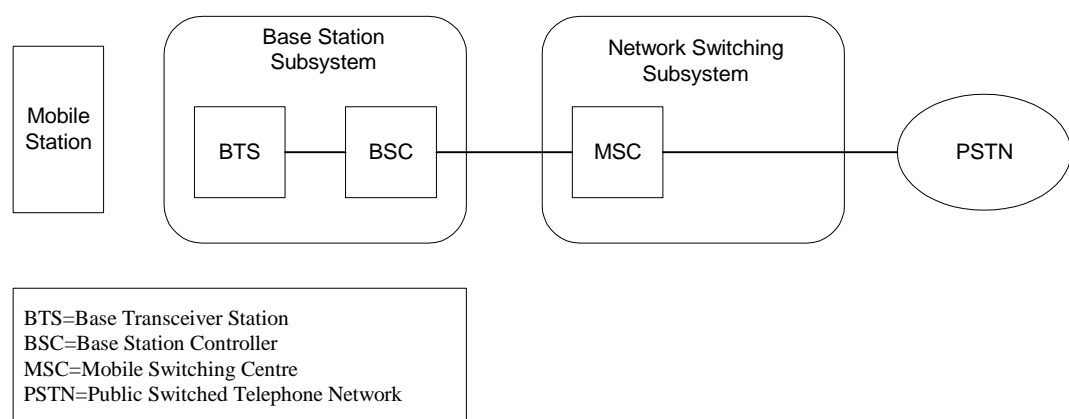 Base Station
Subsystem
Network Switching
Subsystem
Mobile
Station
BTS
BSC
MSC
PSTN
BTS=Base Transceiver Station
BSC=Base Station Controller
MSC=Mobile Switching Centre
PSTN=Public Switched Telephone Network